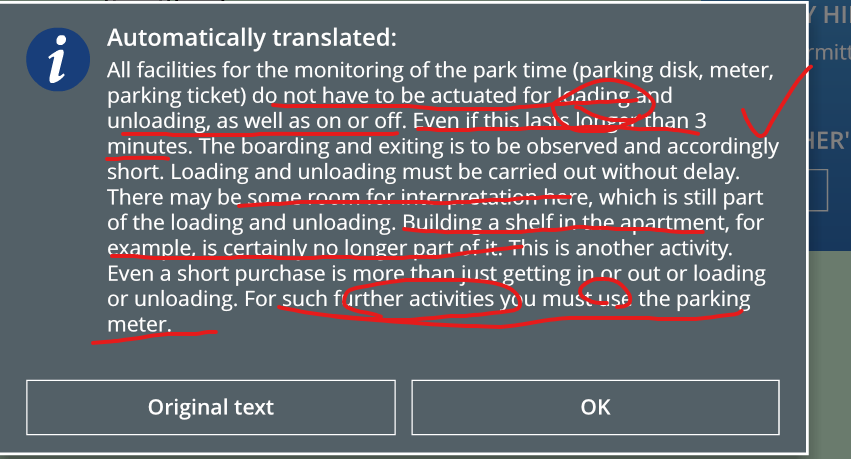 Automatically translated:
All facilities for the monitoring of the park time (parking disk, meter,
parking ticket) do not have to be actuated for loading and
unloading, as well as on or off. Even if this lasts longer than 3
minutes. The boarding and exiting is to be observed and accordingly
short. Loading and unloading must be carried out without delay.
There may be some room for interpretation here, which is still part
of the loading and unloading. Building a shelf in the apartment, for
example, is certainly no longer part of it. This is another activity.
Even a short purchase is more than just getting in or out or loading
or unloading. For such further activities you must use the parking
meter.
Original text
OK